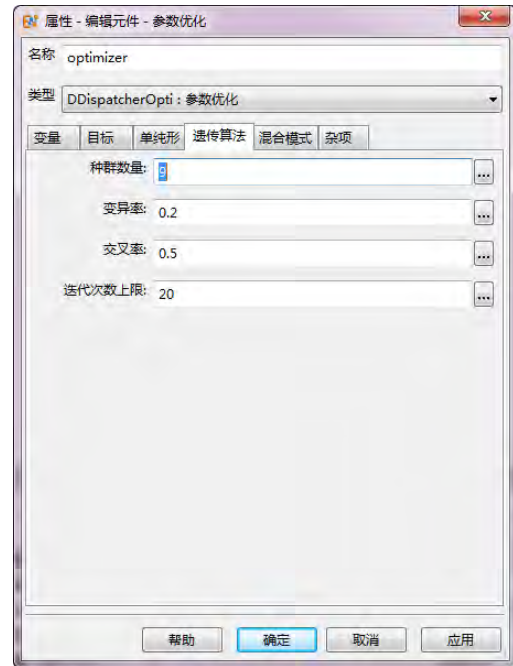 属性 - 编辑元件 - 参数优化
名称 optimizer
类型 DDispatcherOpti : 参数优化
变量 目标 单纯形 遗传算法 混合模式 杂项
种群数量: 9
变异率: 0.2 ...
交叉率: 0.5 ...
迭代次数上限: 20 ...
帮助 确定 取消 应用